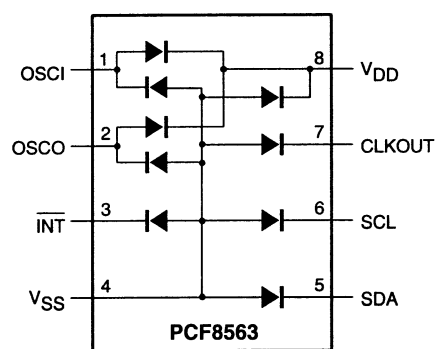 OSCI 1 8 VDD
2 7 CLKOUT
OSCO
INT 3 6 SCL
VSS 4 5 SDA
PCF8563